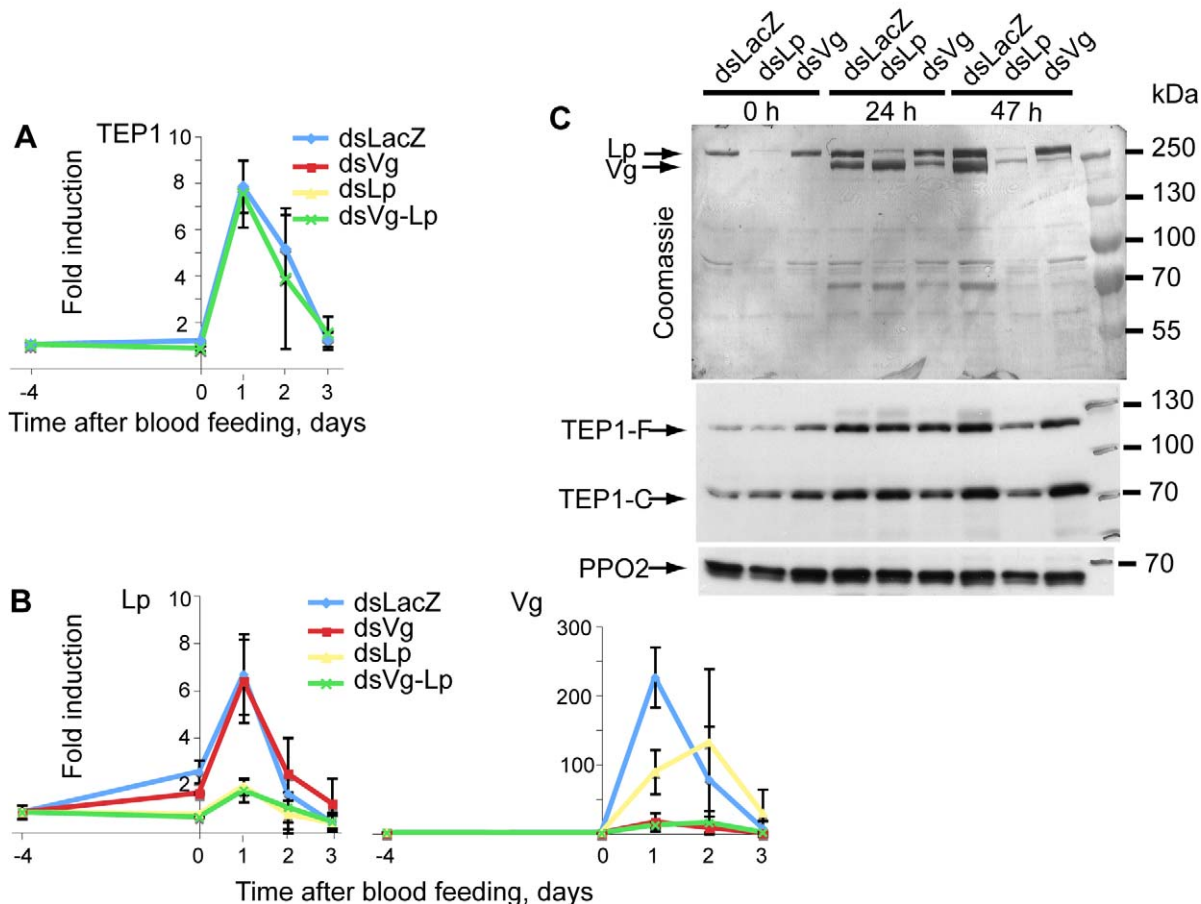 A
TEP1
10
8
6
4
2
Fold induction
dsLacZ
dsVg
dsLp
dsVg-Lp
-4 0 1 2 3
Time after blood feeding, days
B
Lp
10
8
6
4
2
Fold induction
dsLacZ
dsVg
dsLp
dsVg-Lp
-4 0 1 2 3
Vg
300
200
100
-4 0 1 2 3
Time after blood feeding, days
C
dsLacZ dsLp dsVg dsLacZ dsLp dsVg dsLacZ dsLp dsVg
0 h 24 h 47 h
kDa
Lp
Vg
Coomassie
250
130
100
70
55
TEP1-F
TEP1-C
130
100
70
PPO2
70